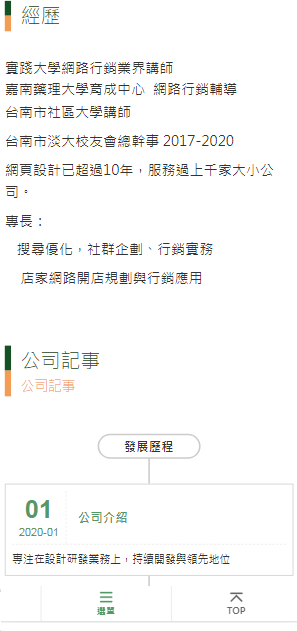 經歷
實踐大學網路行銷業界講師
嘉南藥理大學育成中心 網路行銷輔導
台南市社區大學講師
台南市淡大校友會總幹事 2017-2020
網頁設計已超過10年，服務過上千家大小公
司。
專長：
搜尋優化，社群企劃、行銷實務
店家網路開店規劃與行銷應用
公司記事
公司記事
發展歷程
01
2020-01
公司介紹
專注在設計研發業務上，持續開發與領先地位
選單
TOP